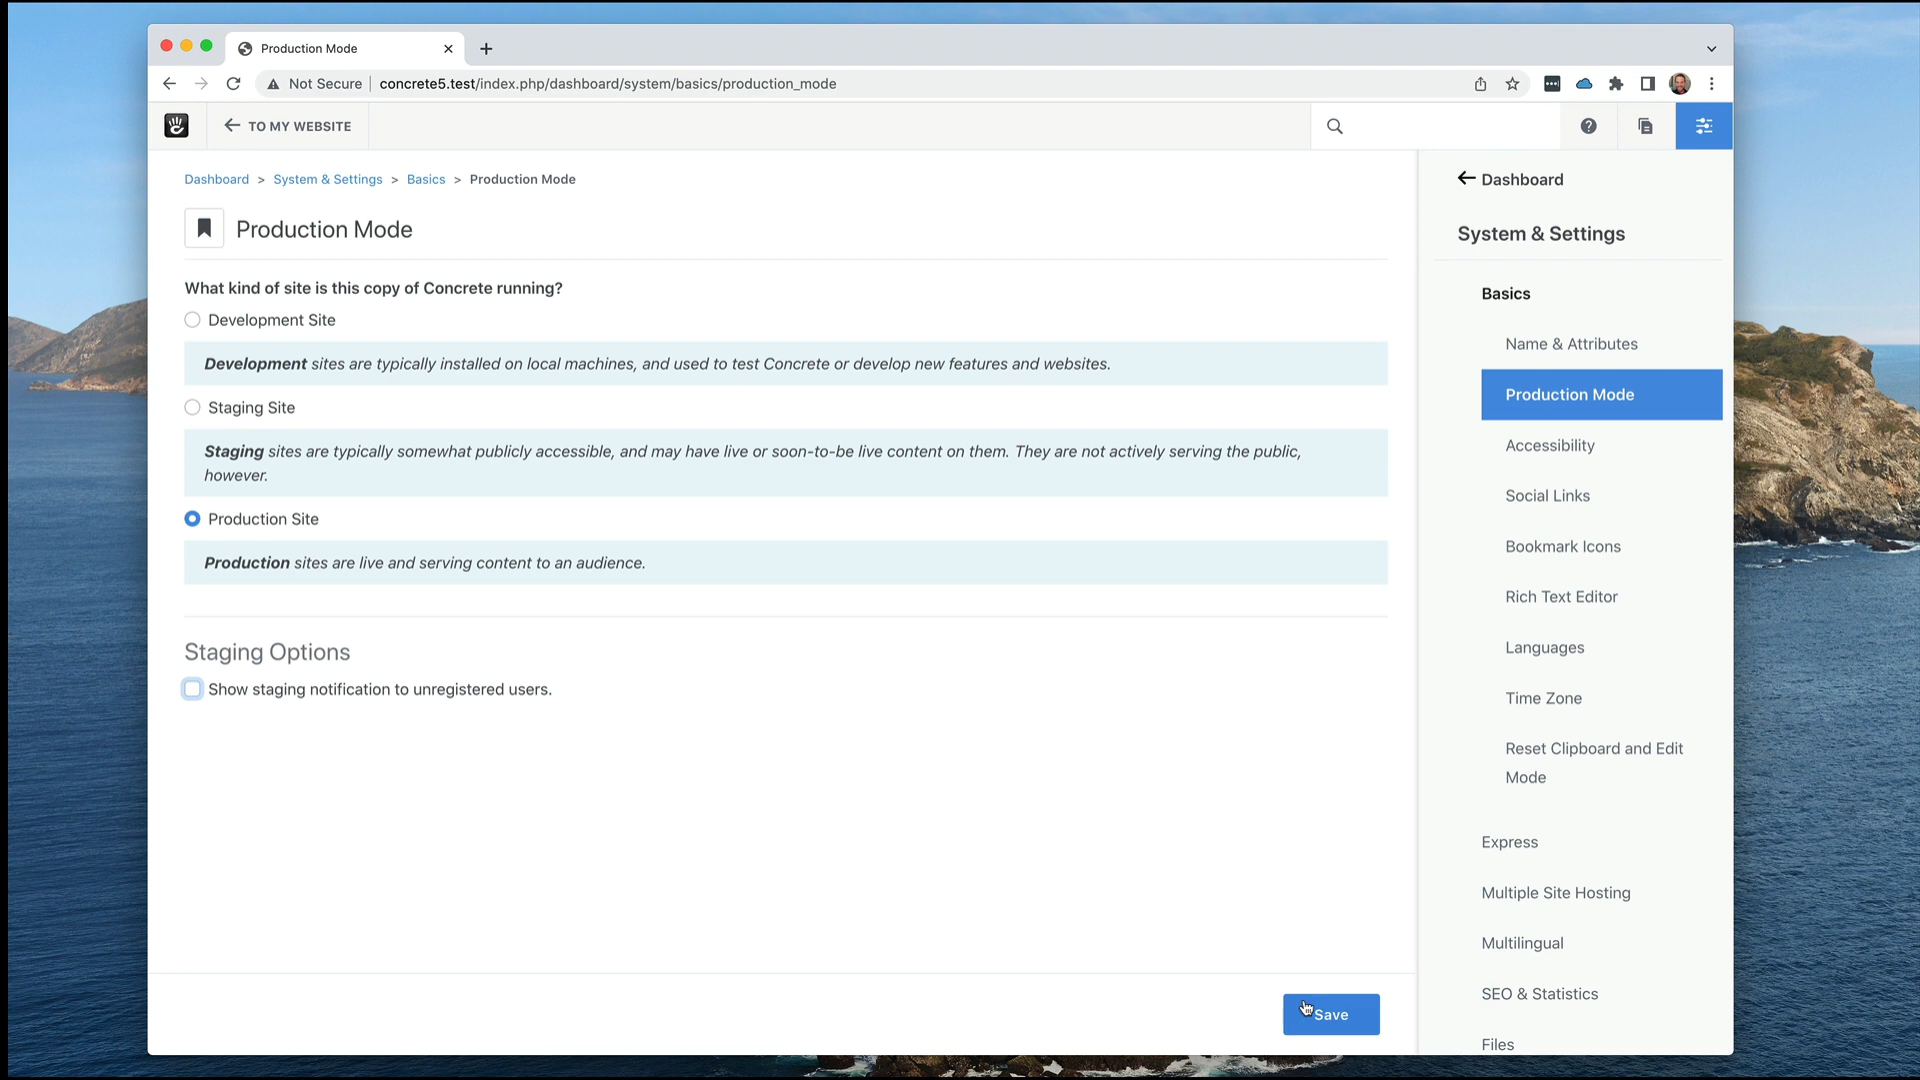 Production Mode
Not Secure
concrete5.test/index.php/dashboard/system/basics/production_mode
TO MY WEBSITE
Dashboard > System & Settings > Basics > Production Mode
Production Mode
What kind of site is this copy of Concrete running?
Development Site
Development sites are typically installed on local machines, and used to test Concrete or develop new features and websites.
Staging Site
Staging sites are typically somewhat publicly accessible, and may have live or soon-to-be live content on them. They are not actively serving the public,
however.
Production Site
Production sites are live and serving content to an audience.
Staging Options
Show staging notification to unregistered users.
Save
Dashboard
System & Settings
Basics
Name & Attributes
Production Mode
Accessibility
Social Links
Bookmark Icons
Rich Text Editor
Languages
Time Zone
Reset Clipboard and Edit
Mode
Express
Multiple Site Hosting
Multilingual
SEO & Statistics
Files